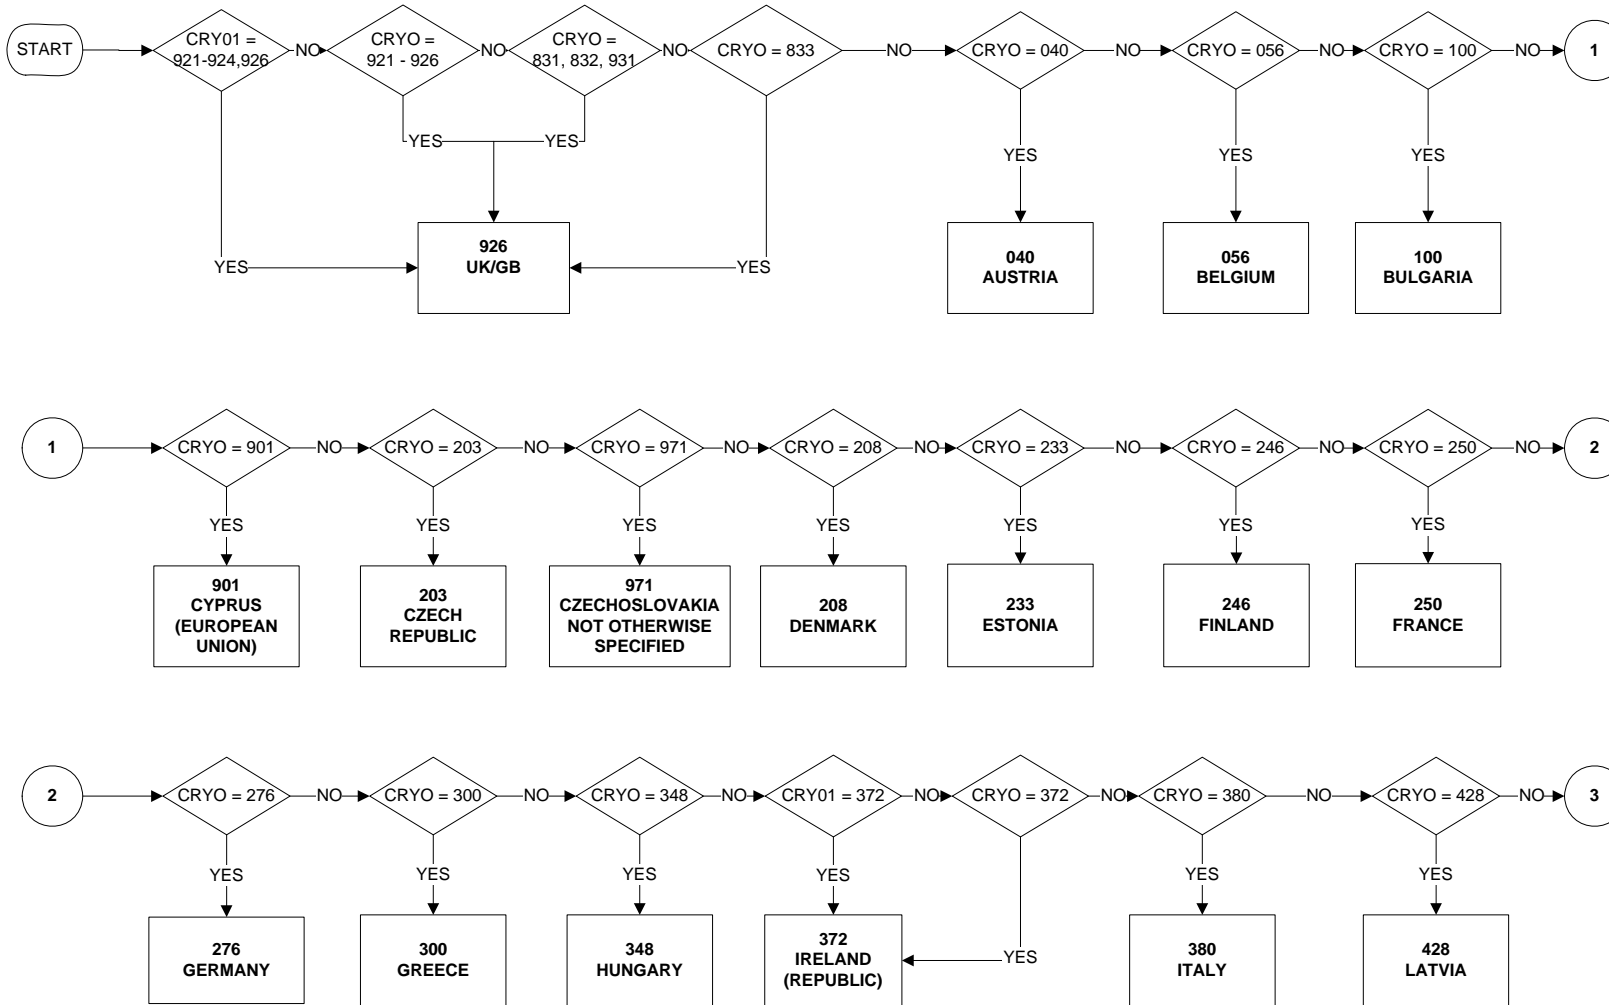 START
CRY01 =
921-924,926
NO
CRYO =
921 - 926
NO
CRYO =
831, 832, 931
NO
CRYO = 833
NO
CRYO = 040
NO
CRYO = 056
NO
CRYO = 100
NO
1
YES
YES
YES
YES
YES
YES
YES
926
UK/GB
040
AUSTRIA
056
BELGIUM
100
BULGARIA
1
CRYO = 901
NO
CRYO = 203
NO
CRYO = 971
NO
CRYO = 208
NO
CRYO = 233
NO
CRYO = 246
NO
CRYO = 250
NO
2
YES
YES
YES
YES
YES
YES
YES
901
CYPRUS
(EUROPEAN
UNION)
203
CZECH
REPUBLIC
971
CZECHOSLOVAKIA
NOT OTHERWISE
SPECIFIED
208
DENMARK
233
ESTONIA
246
FINLAND
250
FRANCE
2
CRYO = 276
NO
CRYO = 300
NO
CRYO = 348
NO
CRY01 = 372
NO
CRYO = 372
NO
CRYO = 380
NO
CRYO = 428
NO
3
YES
YES
YES
YES
YES
YES
YES
276
GERMANY
300
GREECE
348
HUNGARY
372
IRELAND
(REPUBLIC)
380
ITALY
428
LATVIA